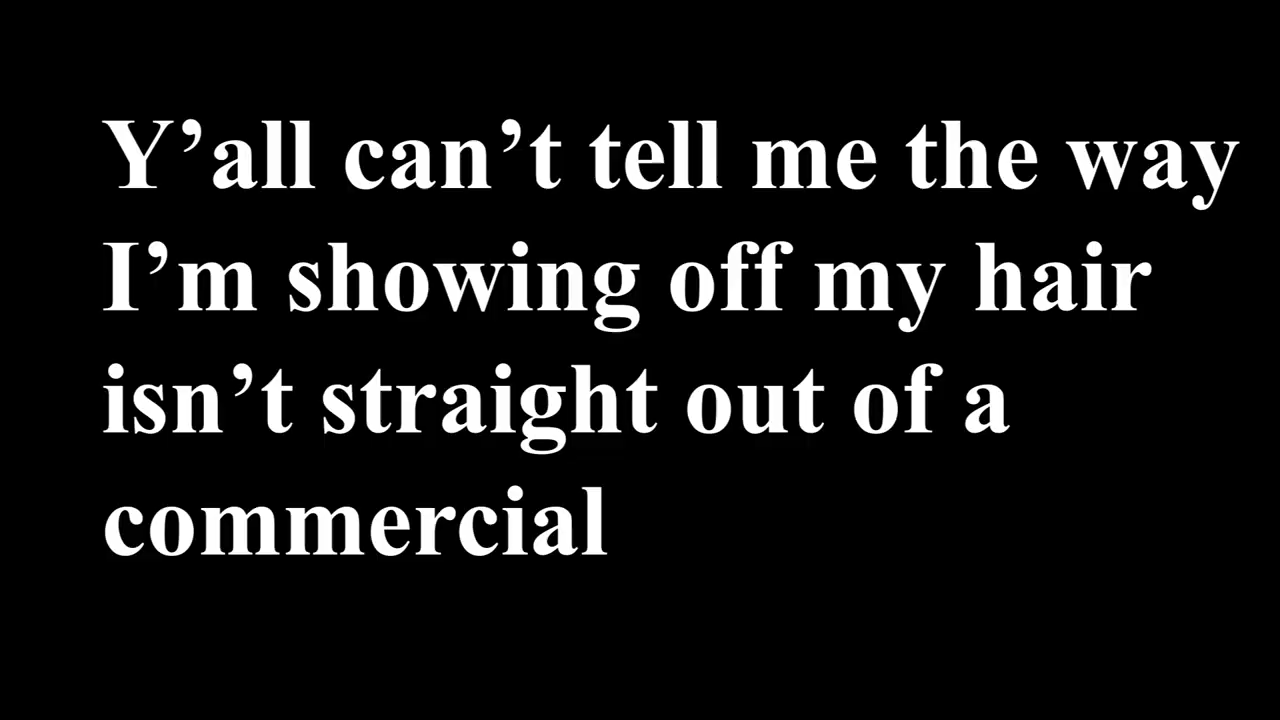 Y’all can’t tell me the way
I’m showing off my hair
isn’t straight out of a
commercial